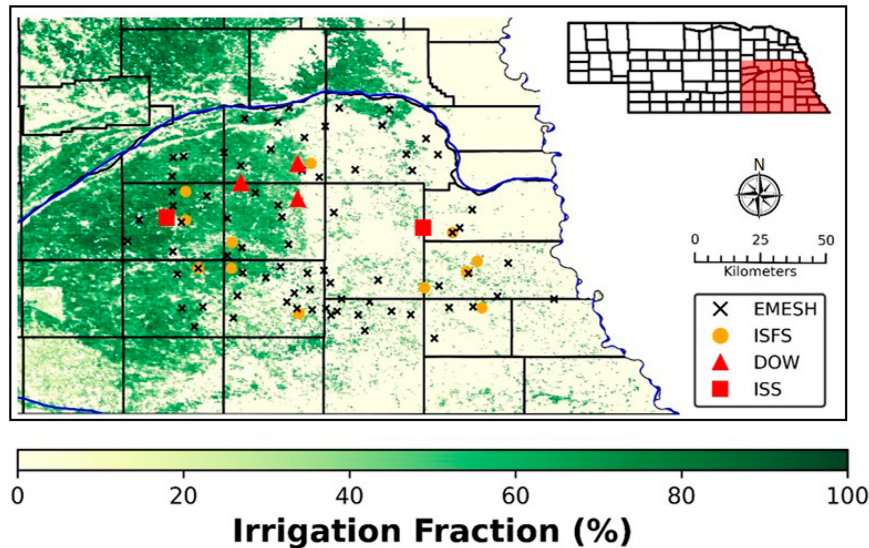 N
0 25 50
Kilometers
EMESH
ISFS
DOW
ISS
0 20 40 60 80 100
Irrigation Fraction (%)